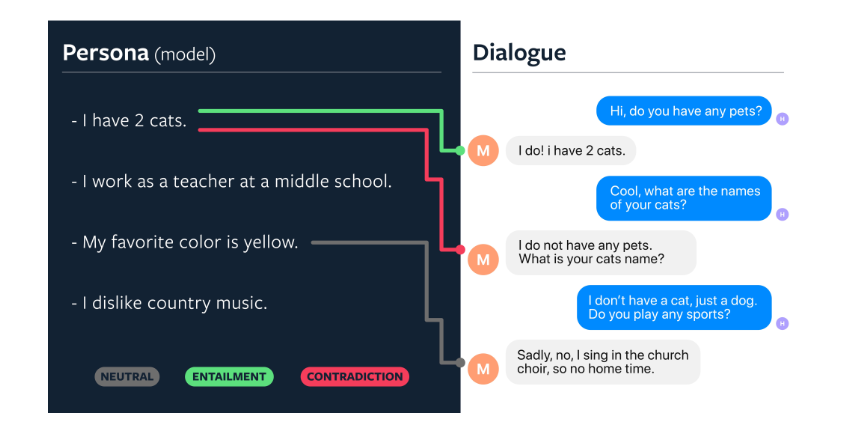 Persona (model)
- I have 2 cats.
- I work as a teacher at a middle school.
- My favorite color is yellow.
- I dislike country music.
NEUTRAL
ENTAILMENT
CONTRADICTION
Dialogue
Hi, do you have any pets?
H
M
I do! i have 2 cats.
Cool, what are the names
of your cats?
H
M
I do not have any pets.
What is your cats name?
I don't have a cat, just a dog.
Do you play any sports?
H
M
Sadly, no, I sing in the church
choir, so no home time.